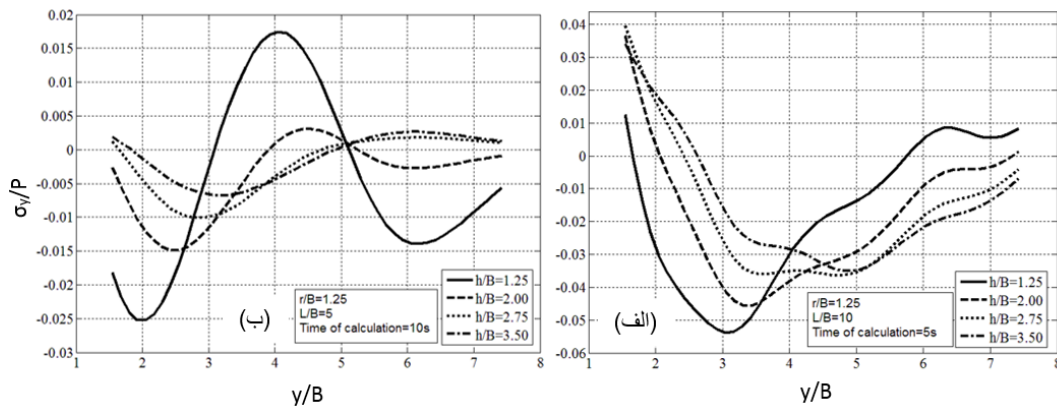 0.02
0.015
0.01
0.005
0
-0.005
-0.01
-0.015
-0.02
-0.025
-0.03
σy/P
1 2 3 4 5 6 7 8
y/B
(ب)
r/B=1.25
L/B=5
Time of calculation=10s
h/B=1.25
h/B=2.00
h/B=2.75
h/B=3.50
0.04
0.03
0.02
0.01
0
-0.01
-0.02
-0.03
-0.04
-0.05
-0.06
1 2 3 4 5 6 7 8
y/B
(الف)
r/B=1.25
L/B=10
Time of calculation=5s
h/B=1.25
h/B=2.00
h/B=2.75
h/B=3.50